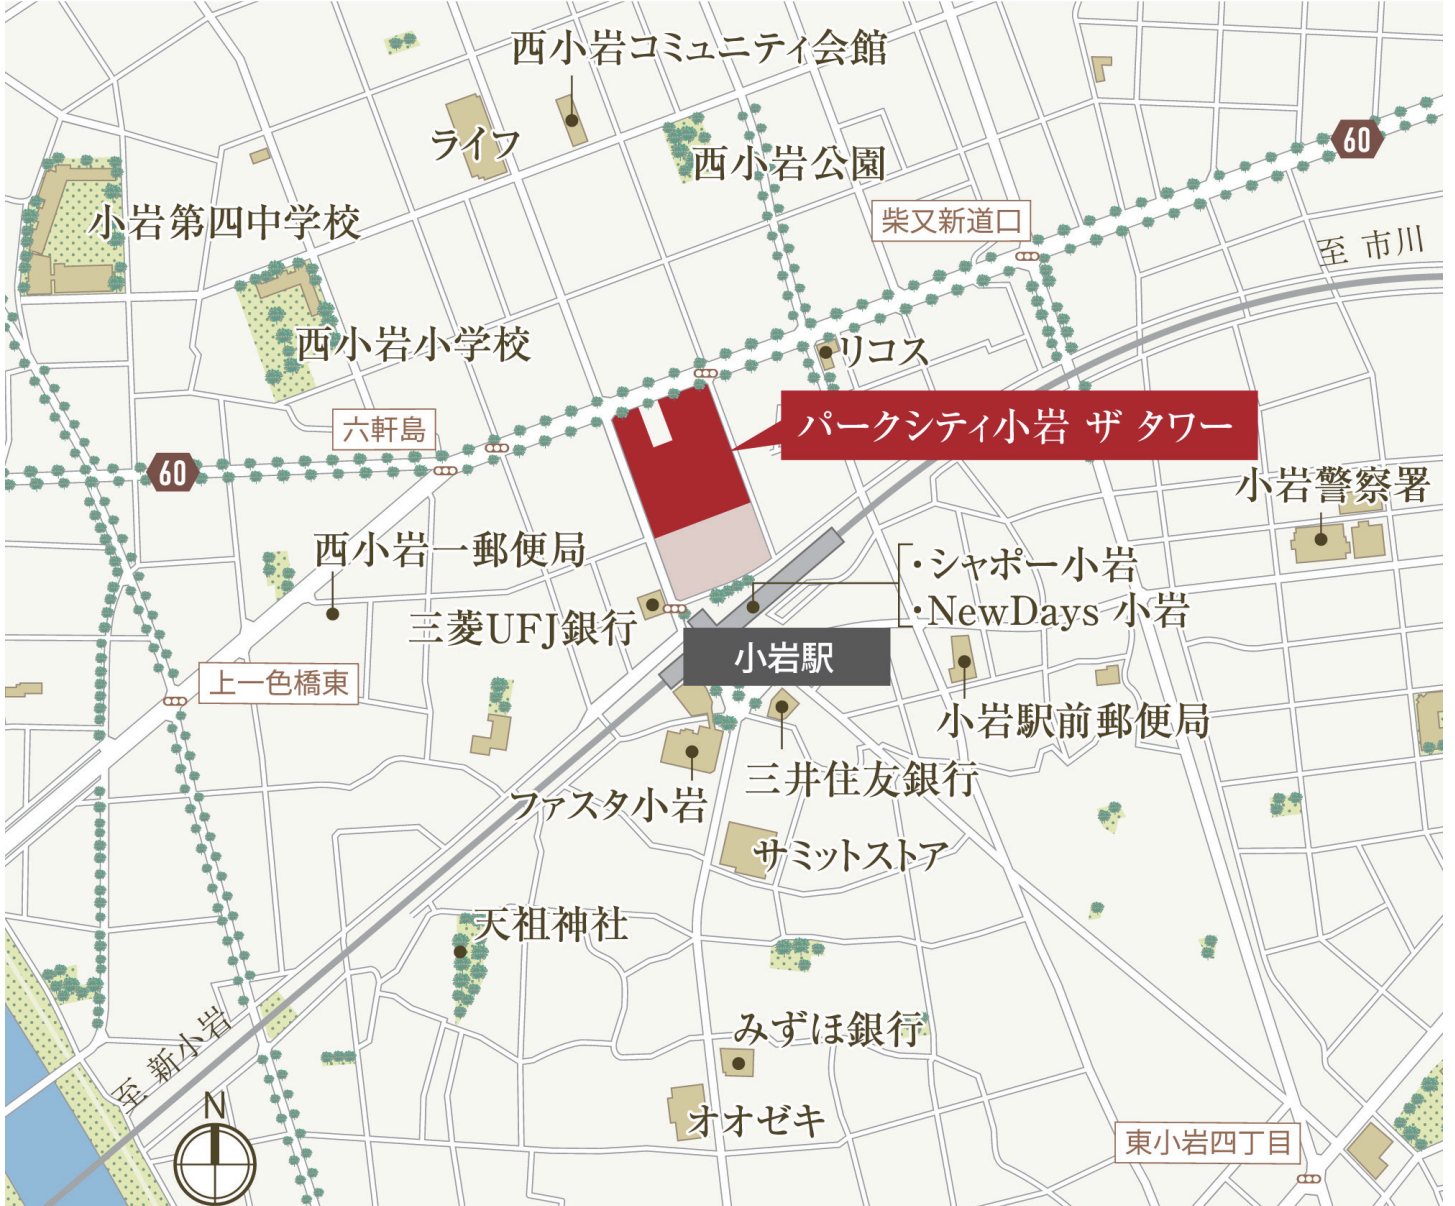 西小岩コミュニティ会館
ライフ
60
西小岩公園
小岩第四中学校
柴又新道口
至 市川
西小岩小学校
リコス
六軒島
パークシティ小岩 ザ タワー
60
小岩警察署
西小岩一郵便局
・シャポー小岩
・NewDays 小岩
三菱UFJ銀行
小岩駅
上一色橋東
小岩駅前郵便局
三井住友銀行
ファスタ小岩
サミットストア
天祖神社
みずほ銀行
至 新小岩
N
オオゼキ
東小岩四丁目